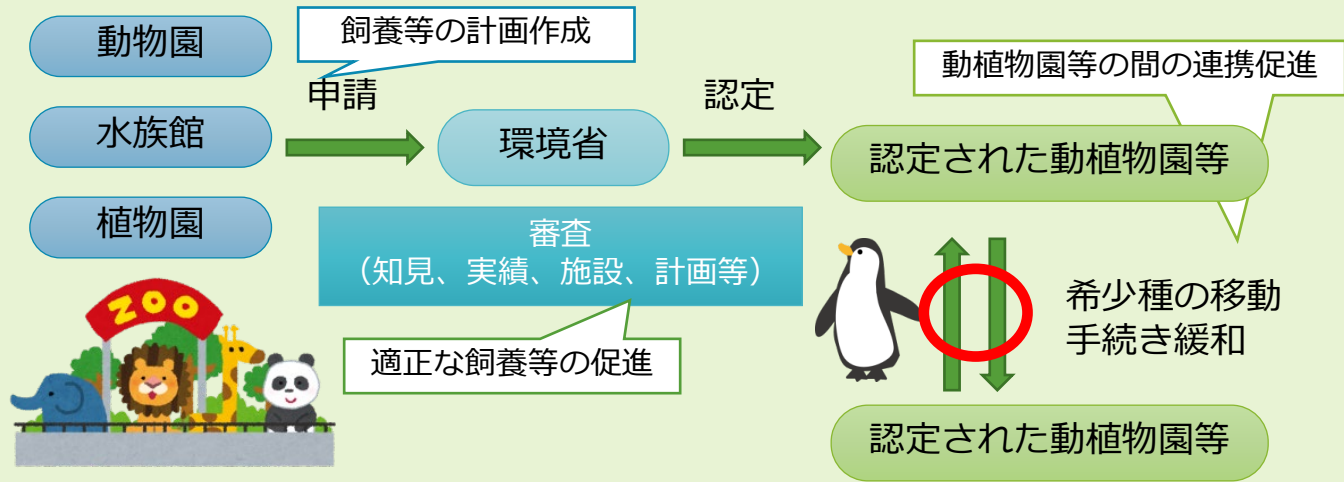 動物園
水族館
植物園
飼養等の計画作成
申請
環境省
審査
（知見、実績、施設、計画等）
適正な飼養等の促進
認定
動植物園等の間の連携促進
認定された動植物園等
希少種の移動
手続き緩和
認定された動植物園等
ZOO